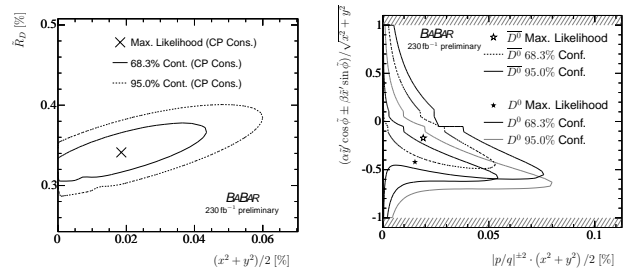 R̃_D [%]
0.5
0.4
0.3
× Max. Likelihood (CP Cons.)
68.3% Cont. (CP Cons.)
95.0% Cont. (CP Cons.)
BABAR
230 fb⁻¹ preliminary
0 0.02 0.04 0.06
(x² + y²)/2 [%]
(αỹ′ cos φ̃ ± βx̃′ sin φ̃)/√x² + y²
1
0.5
0
-0.5
-1
BABAR
230 fb⁻¹ preliminary
☆ D̅⁰ Max. Likelihood
D̅⁰ 68.3% Conf.
D̅⁰ 95.0% Conf.
★ D⁰ Max. Likelihood
D⁰ 68.3% Conf.
D⁰ 95.0% Conf.
0 0.05 0.1
|p/q|^±2 · (x² + y²) /2 [%]